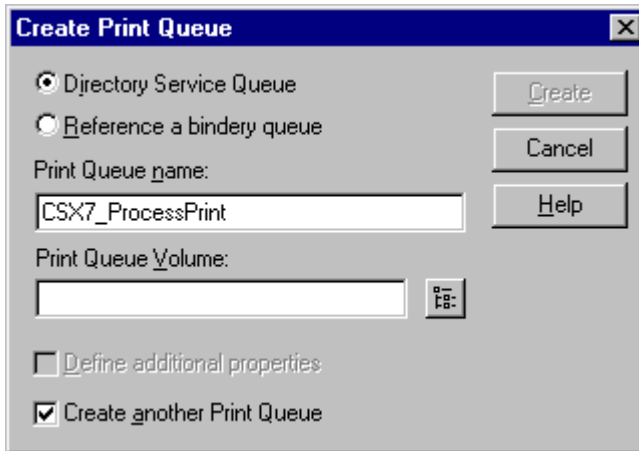 Create Print Queue
Directory Service Queue
Create
Reference a bindery queue
Cancel
Print Queue name:
Help
CSX7_ProcessPrint
Print Queue Volume:
Define additional properties
Create another Print Queue